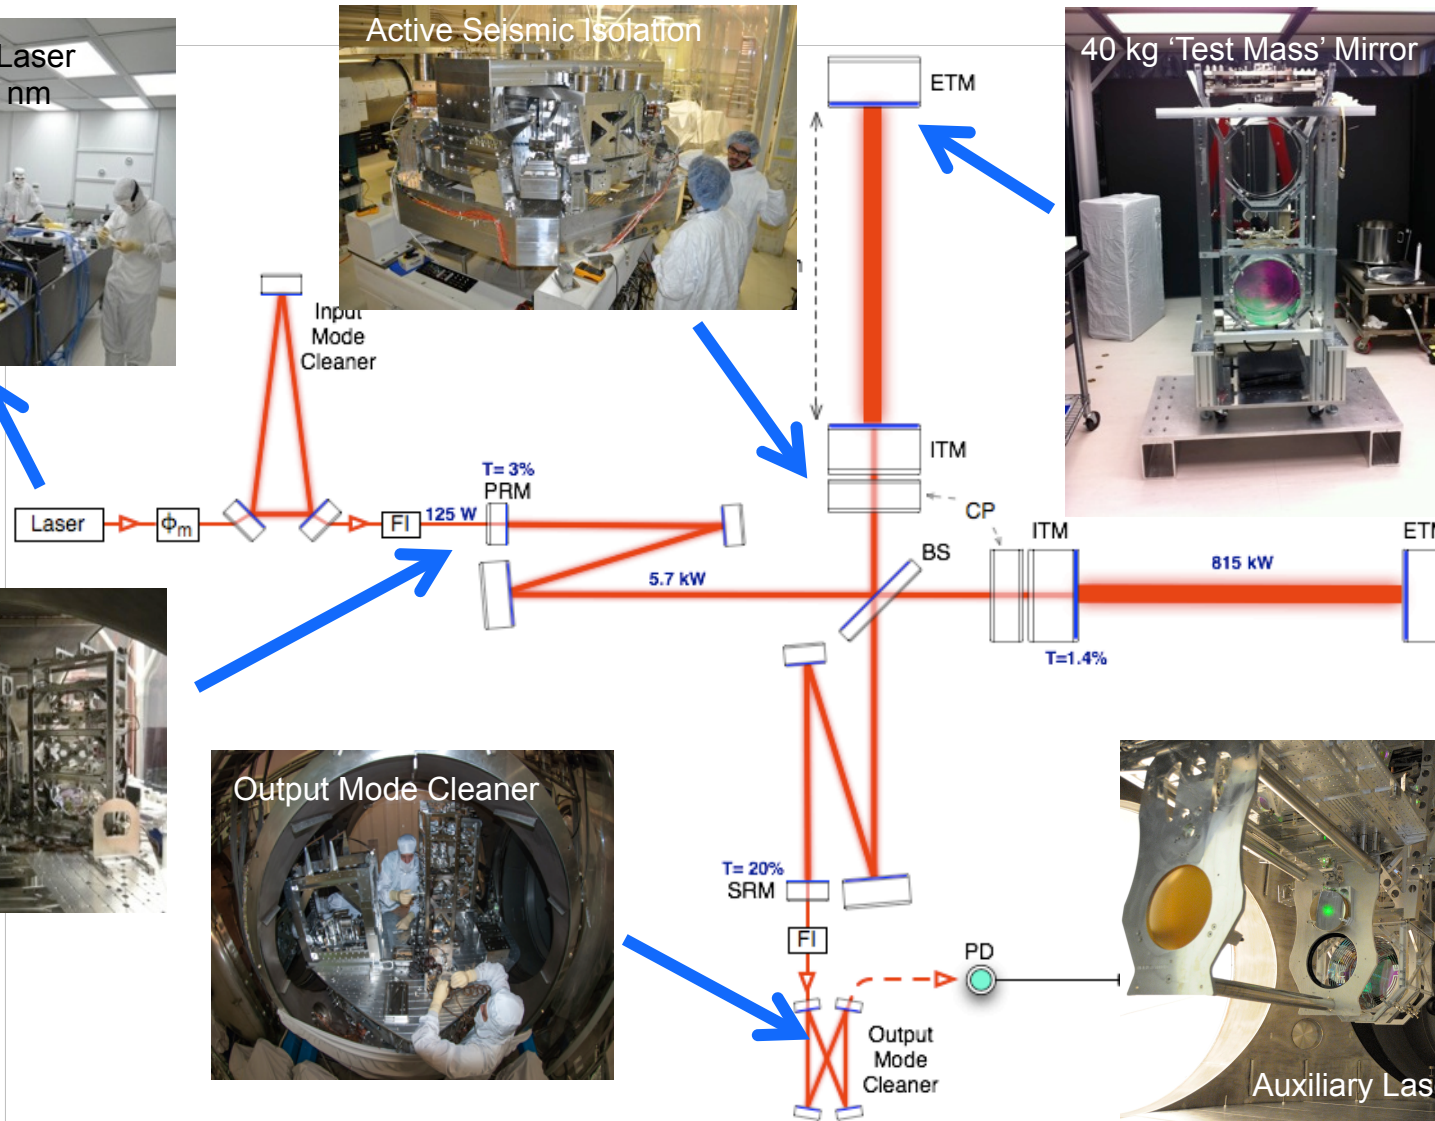 Laser
nm
Active Seismic Isolation
40 kg ‘Test Mass’ Mirror
ETM
Input
Mode
Cleaner
ITM
T= 3%
PRM
CP
ITM
Laser
ϕm
FI
125 W
BS
5.7 kW
815 kW
T=1.4%
Output Mode Cleaner
T= 20%
SRM
FI
PD
Output
Mode
Cleaner
Auxiliary